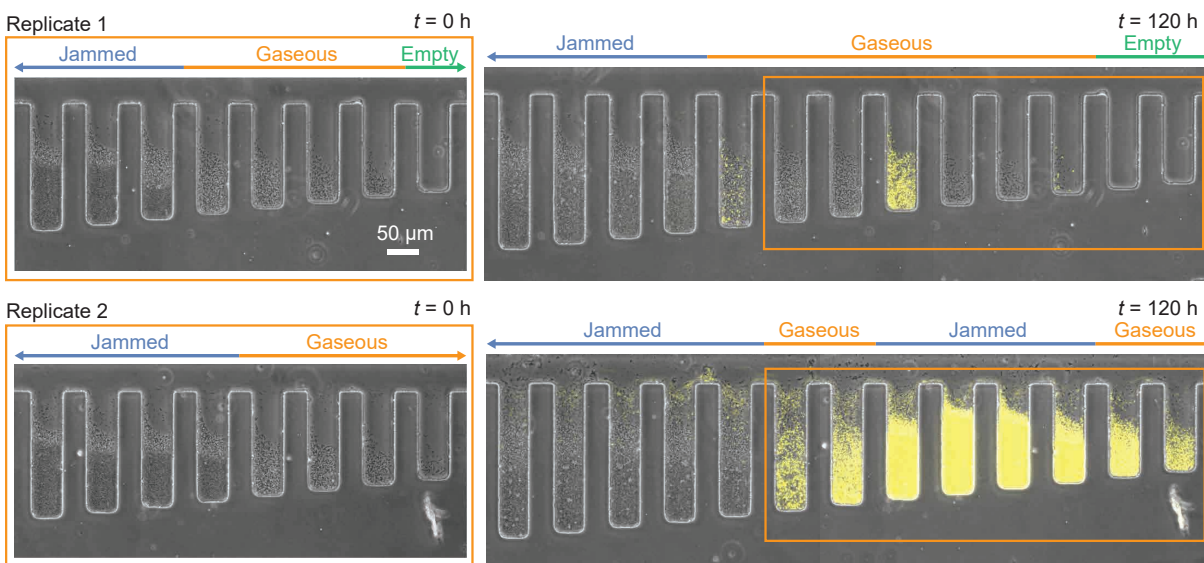 Replicate 1
t = 0 h
Jammed Gaseous Empty
50 µm
t = 120 h
Jammed Gaseous Empty
Replicate 2
t = 0 h
Jammed Gaseous
t = 120 h
Jammed Gaseous Jammed Gaseous